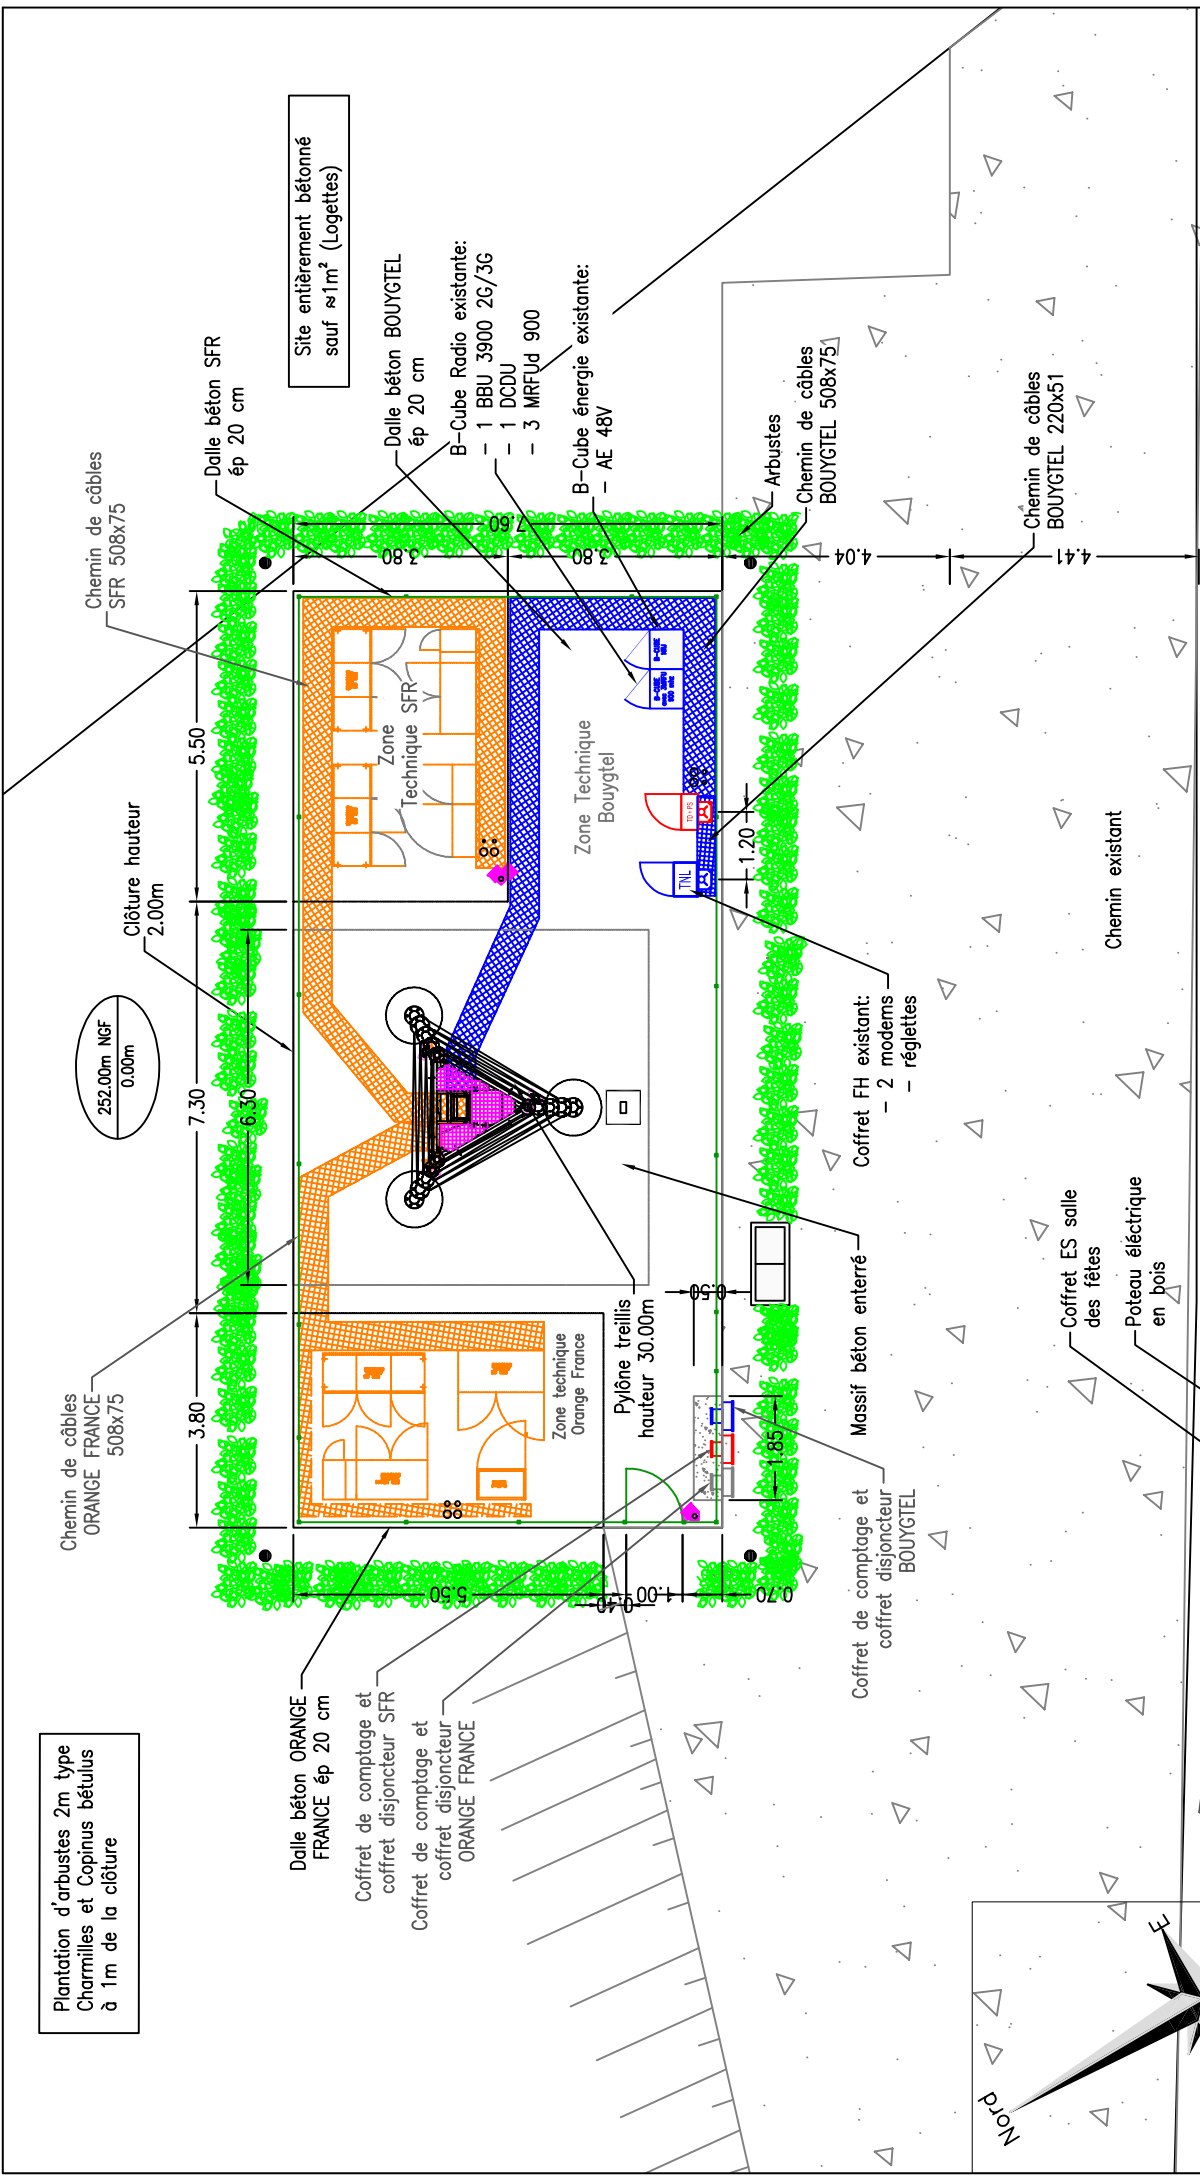 Plantation d'arbustes 2m type
Charmilles et Copinus bétulus
à 1m de la clôture
Chemin de câbles
ORANGE FRANCE
508x75
252.00m NGF
0.00m
Clôture hauteur
2.00m
Chemin de câbles
SFR 508x75
Dalle béton SFR
ép 20 cm
Site entièrement bétonné
sauf ≈1m² (Logettes)
Dalle béton BOUYGTEL
ép 20 cm
B-Cube Radio existante:
- 1 BBU 3900 2G/3G
- 1 DCDU
- 3 MRFUd 900
B-Cube énergie existante:
- AE 48V
Arbustes
Chemin de câbles
BOUYGTEL 508x75
Chemin de câbles
BOUYGTEL 220x51
3.80
7.30
5.50
6.30
7.60
3.80
3.80
4.04
4.41
1.20
Zone
Technique SFR
Zone Technique
Bouygtel
Zone technique
Orange France
TNL
TD+PS
B-CUBE
B-CUBE
Pylône treillis
hauteur 30.00m
0.50
1.85
5.50
0.40
1.00
0.70
Massif béton enterré
Coffret FH existant:
- 2 modems
- réglettes
Dalle béton ORANGE
FRANCE ép 20 cm
Coffret de comptage et
coffret disjoncteur SFR
Coffret de comptage et
coffret disjoncteur
ORANGE FRANCE
Coffret de comptage et
coffret disjoncteur
BOUYGTEL
Chemin existant
Coffret ES salle
des fêtes
Poteau éléctrique
en bois
Nord
E